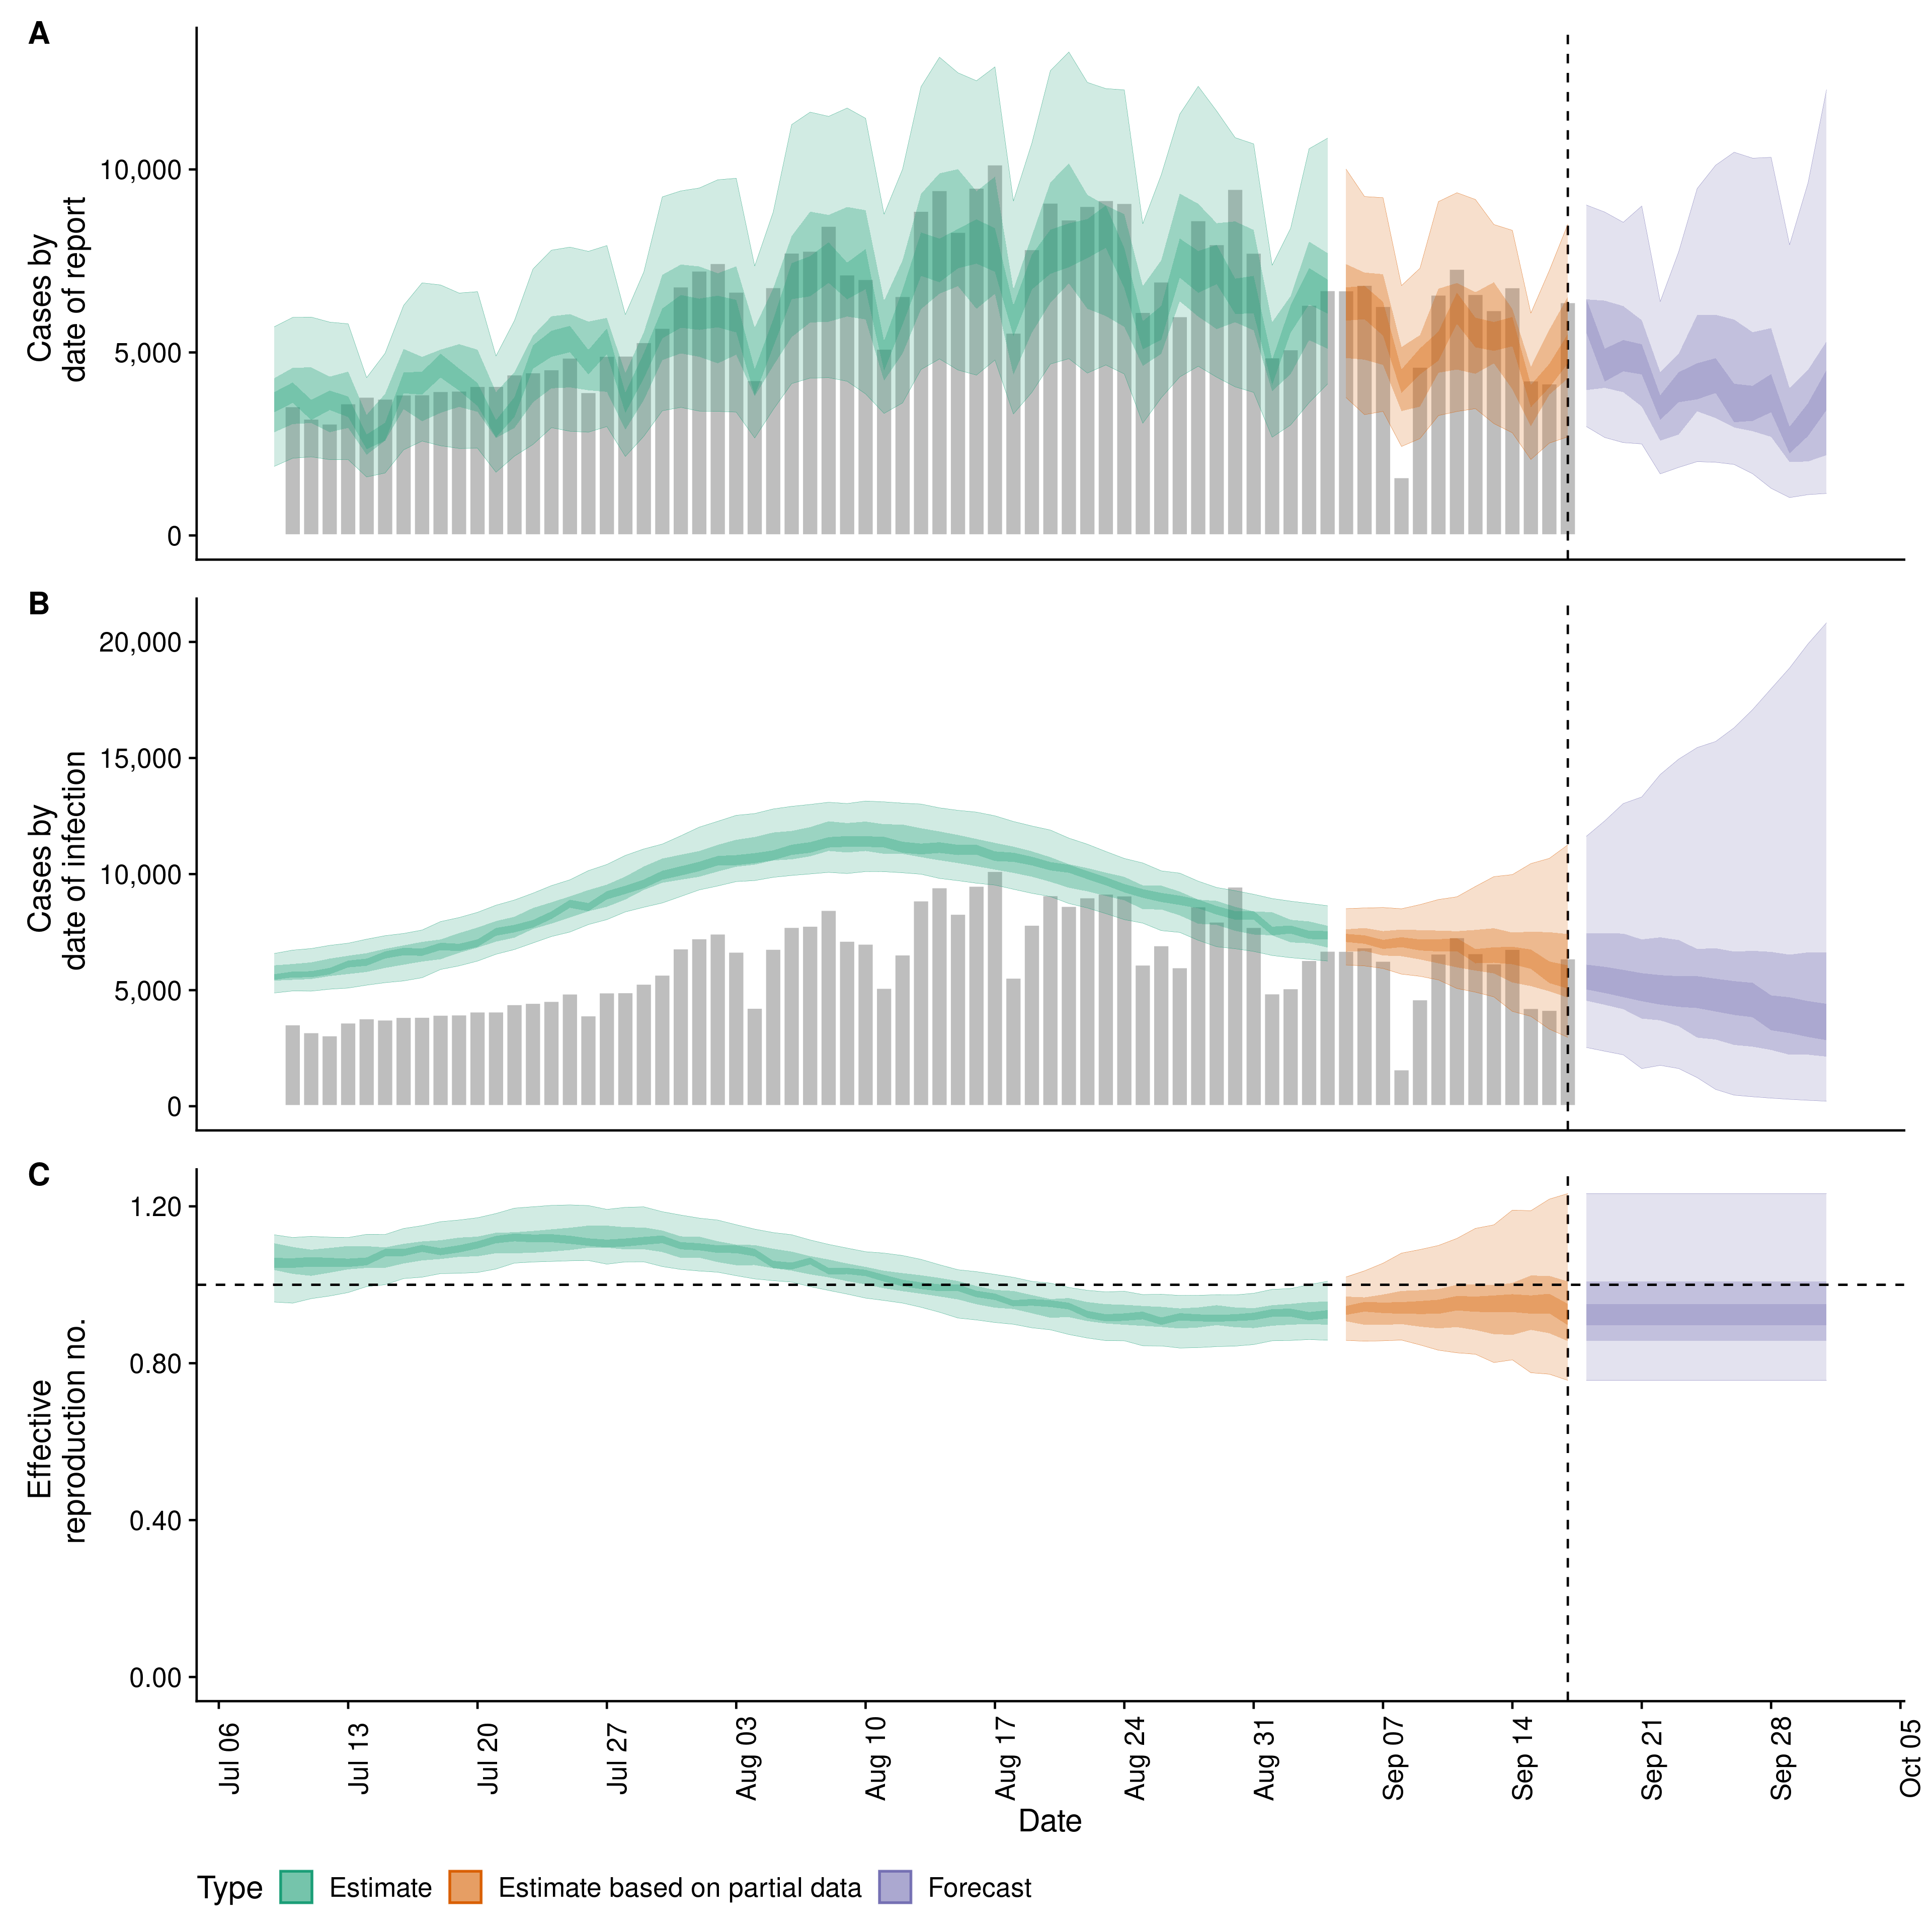 A
Cases by
date of report
10,000
5,000
0
B
Cases by
date of infection
20,000
15,000
10,000
5,000
0
C
Effective
reproduction no.
1.20
0.80
0.40
0.00
Jul 06
Jul 13
Jul 20
Jul 27
Aug 03
Aug 10
Aug 17
Aug 24
Aug 31
Sep 07
Sep 14
Sep 21
Sep 28
Oct 05
Date
Type
Estimate
Estimate based on partial data
Forecast